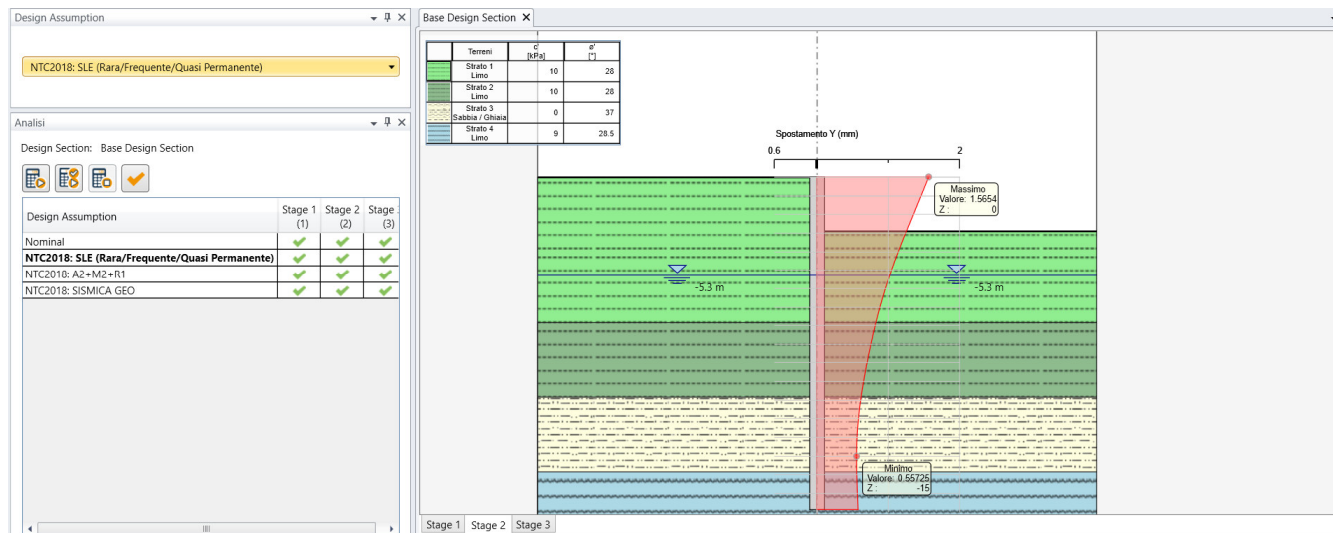 Design Assumption
NTC2018: SLE (Rara/Frequente/Quasi Permanente)
Analisi
Design Section: Base Design Section
Design Assumption Stage 1 (1) Stage 2 (2) Stage (3)
Nominal
NTC2018: SLE (Rara/Frequente/Quasi Permanente)
NTC2018: A2+M2+R1
NTC2018: SISMICA GEO
Base Design Section
Terreni c' [kPa] ø' [°]
Strato 1 Limo 10 28
Strato 2 Limo 10 28
Strato 3 Sabbia / Ghiaia 0 37
Strato 4 Limo 9 28.5
Spostamento Y (mm)
0.6 2
Massimo
Valore: 1.5654
Z : 0
-5.3 m -5.3 m
Minimo
Valore: 0.55725
Z : -15
Stage 1 Stage 2 Stage 3